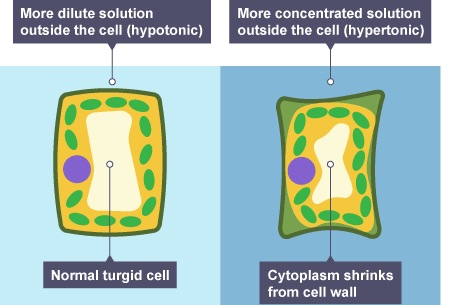 More dilute solution
outside the cell (hypotonic)
More concentrated solution
outside the cell (hypertonic)
Normal turgid cell
Cytoplasm shrinks
from cell wall